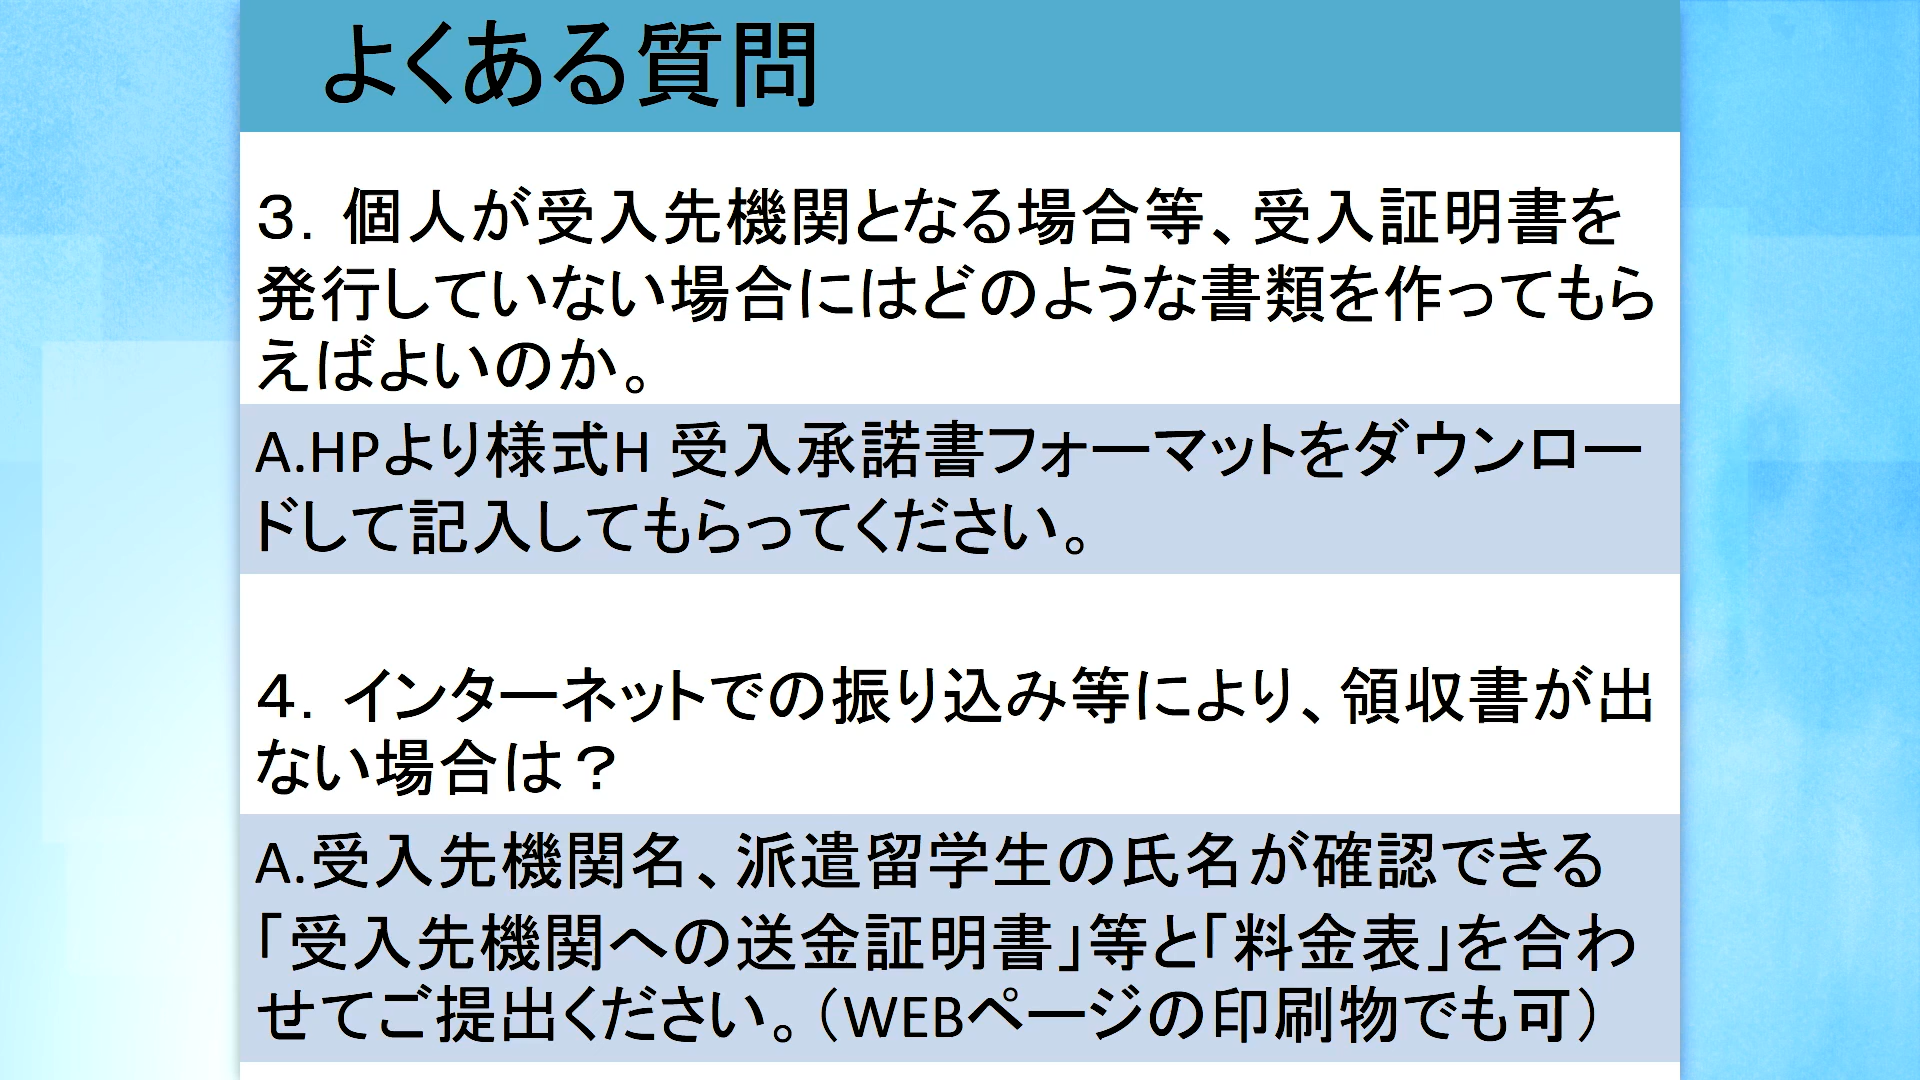 よくある質問
３．個人が受入先機関となる場合等、受入証明書を
発行していない場合にはどのような書類を作ってもら
えばよいのか。
A.HPより様式H 受入承諾書フォーマットをダウンロー
ドして記入してもらってください。
４．インターネットでの振り込み等により、領収書が出
ない場合は？
A.受入先機関名、派遣留学生の氏名が確認できる
「受入先機関への送金証明書」等と「料金表」を合わ
せてご提出ください。（WEBページの印刷物でも可）